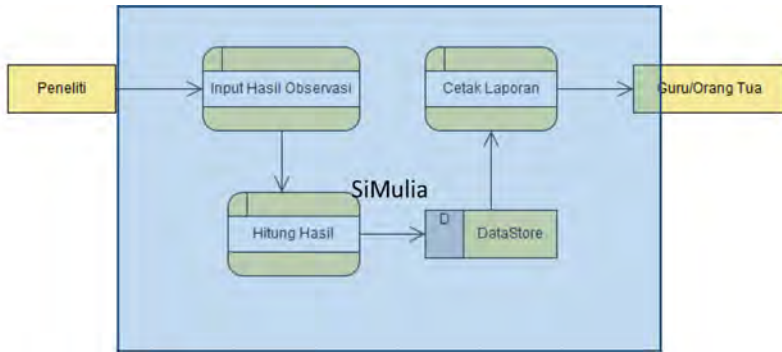 Peneliti
Input Hasil Observasi
Cetak Laporan
Guru/Orang Tua
SiMulia
Hitung Hasil
D
DataStore